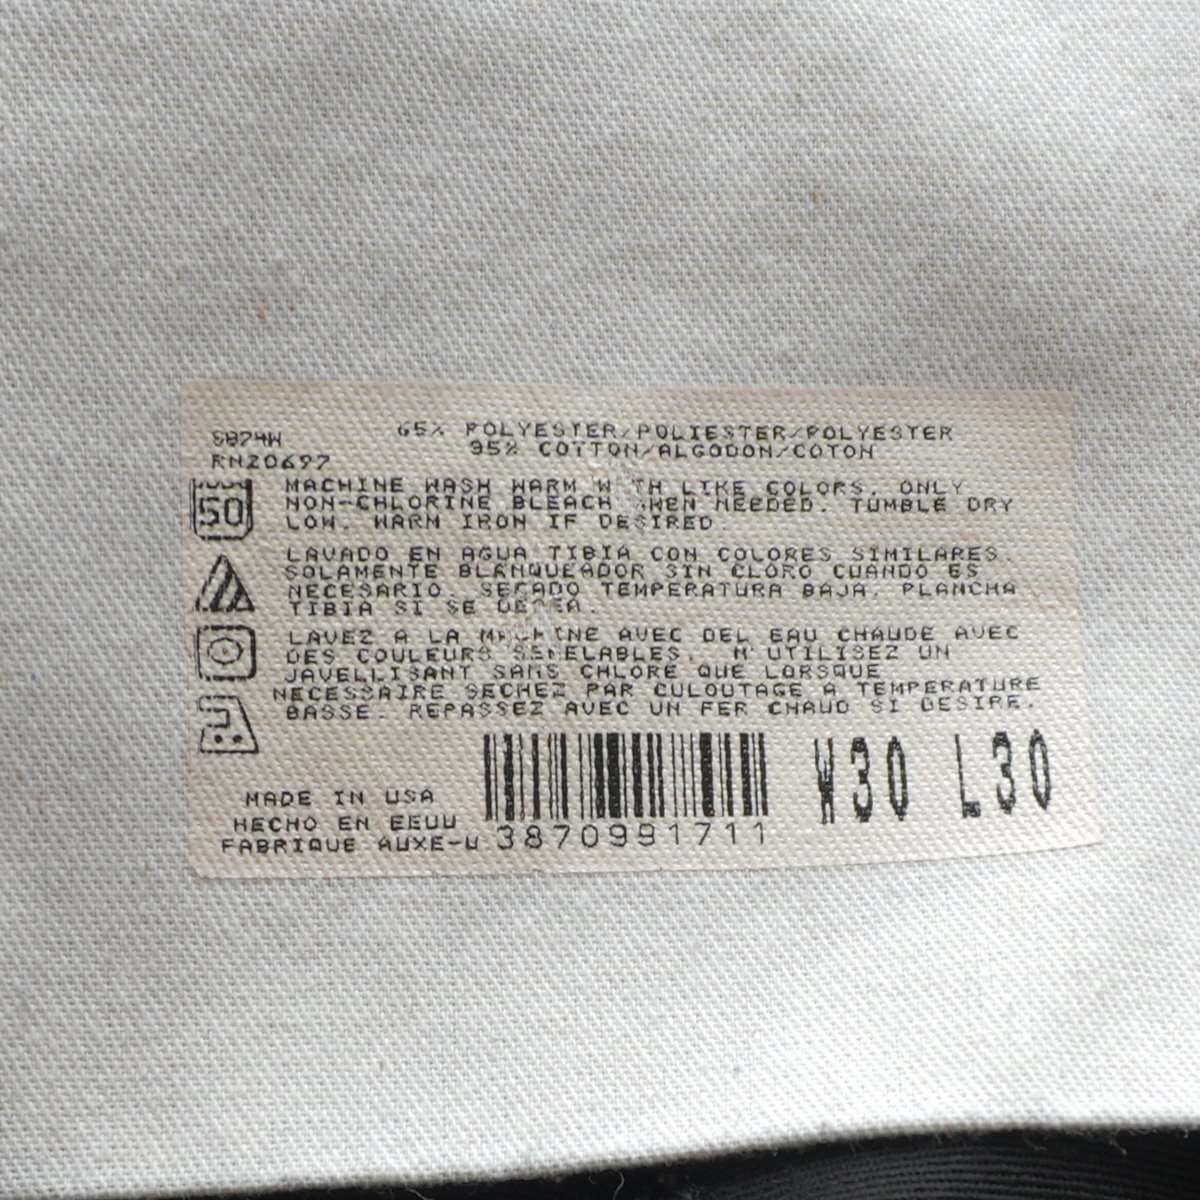 S874W
RN20697
65% POLYESTER/POLIESTER/POLYESTER
35% COTTON/ALGODON/COTON
50
MACHINE WASH WARM WITH LIKE COLORS. ONLY
NON-CHLORINE BLEACH WHEN NEEDED. TUMBLE DRY
LOW. WARM IRON IF DESIRED.
LAVADO EN AGUA TIBIA CON COLORES SIMILARES.
SOLAMENTE BLANQUEADOR SIN CLORO CUANDO ES
NECESARIO. SECADO TEMPERATURA BAJA. PLANCHA
TIBIA SI SE DESEA.
LAVEZ A LA MACHINE AVEC DEL EAU CHAUDE AVEC
DES COULEURS SEMELABLES. N'UTILISEZ UN
JAVELLISANT SANS CHLORE QUE LORSQUE
NECESSAIRE SECHEZ PAR CULOUTAGE A TEMPERATURE
BASSE. REPASSEZ AVEC UN FER CHAUD SI DESIRE.
MADE IN USA
HECHO EN EEUU
FABRIQUE AUXE-U
3870991711
W30 L30